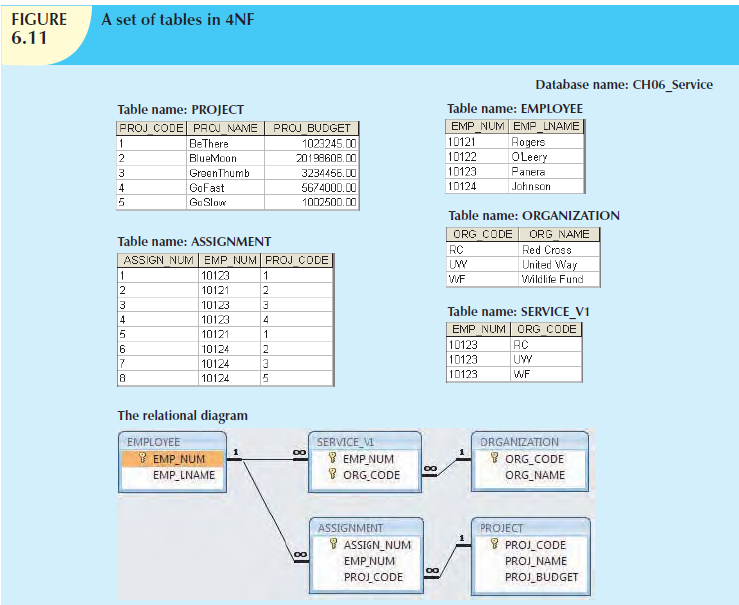 FIGURE 6.11
A set of tables in 4NF
Database name: CH06_Service
Table name: PROJECT
PROJ_CODE PROJ_NAME PROJ_BUDGET
1 BeThere 1023245.00
2 BlueMoon 20198608.00
3 GreenThumb 3234456.00
4 GoFast 5674000.00
5 GoSlow 1002500.00
Table name: EMPLOYEE
EMP_NUM EMP_LNAME
10121 Rogers
10122 O'Leery
10123 Panera
10124 Johnson
Table name: ORGANIZATION
ORG_CODE ORG_NAME
RC Red Cross
UW United Way
WF Wildlife Fund
Table name: ASSIGNMENT
ASSIGN_NUM EMP_NUM PROJ_CODE
1 10123 1
2 10121 2
3 10123 3
4 10123 4
5 10121 1
6 10124 2
7 10124 3
8 10124 5
Table name: SERVICE_V1
EMP_NUM ORG_CODE
10123 RC
10123 UW
10123 WF
The relational diagram
EMPLOYEE
EMP_NUM
EMP_LNAME
1
∞
SERVICE_V1
EMP_NUM
ORG_CODE
∞
1
ORGANIZATION
ORG_CODE
ORG_NAME
∞
ASSIGNMENT
ASSIGN_NUM
EMP_NUM
PROJ_CODE
∞
1
PROJECT
PROJ_CODE
PROJ_NAME
PROJ_BUDGET